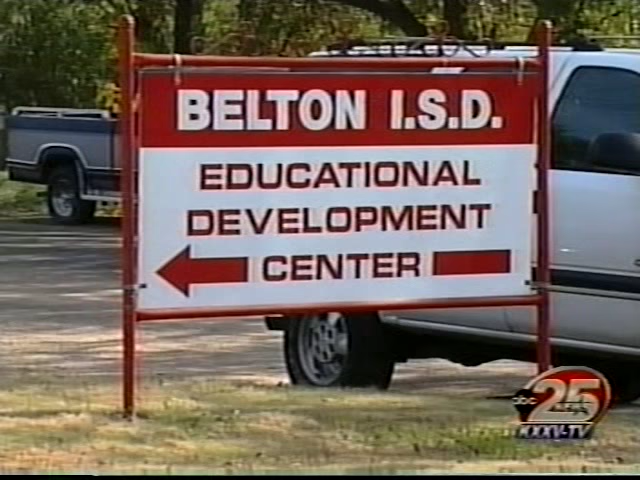 BELTON I.S.D.
EDUCATIONAL
DEVELOPMENT
CENTER
abc 25
KXXV-TV